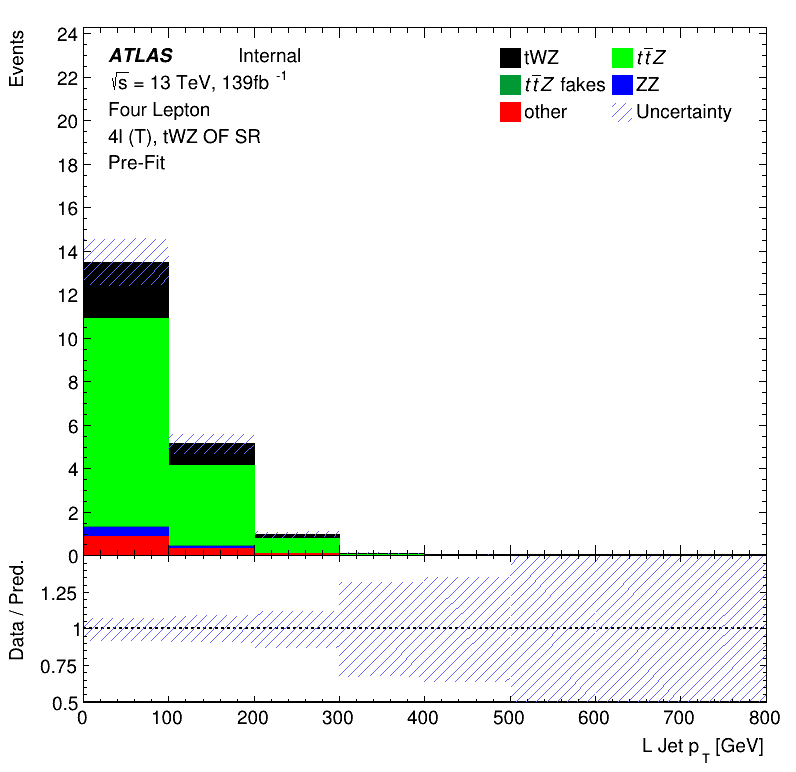 Events
24
22
20
18
16
14
12
10
8
6
4
2
0
ATLAS Internal
√s = 13 TeV, 139fb⁻¹
Four Lepton
4l (T), tWZ OF SR
Pre-Fit
tWZ
tt̄Z
tt̄Z fakes
ZZ
other
Uncertainty
Data / Pred.
1.25
1
0.75
0.5
0 100 200 300 400 500 600 700 800
L Jet p_T [GeV]